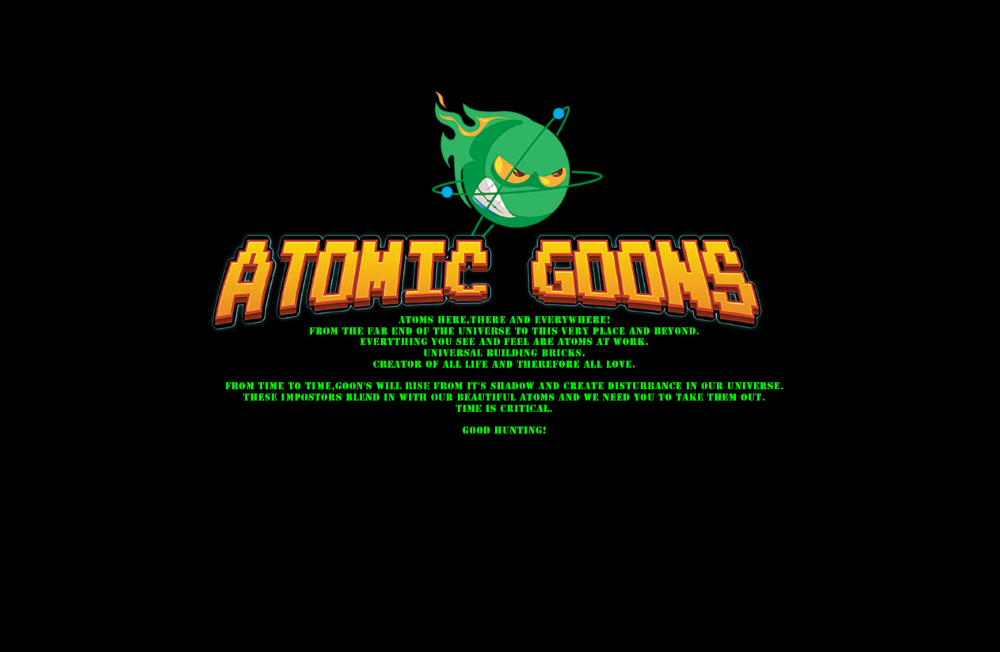 ATOMIC GOONS
ATOMS HERE,THERE AND EVERYWHERE!
FROM THE FAR END OF THE UNIVERSE TO THIS VERY PLACE AND BEYOND.
EVERYTHING YOU SEE AND FEEL ARE ATOMS AT WORK.
UNIVERSAL BUILDING BRICKS.
CREATOR OF ALL LIFE AND THEREFORE ALL LOVE.
FROM TIME TO TIME,GOON'S WILL RISE FROM IT'S SHADOW AND CREATE DISTURBANCE IN OUR UNIVERSE.
THESE IMPOSTORS BLEND IN WITH OUR BEAUTIFUL ATOMS AND WE NEED YOU TO TAKE THEM OUT.
TIME IS CRITICAL.
GOOD HUNTING!